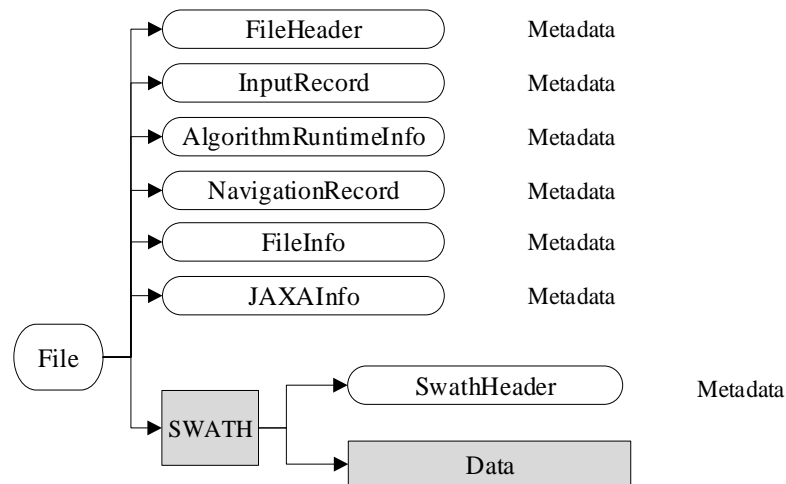 FileHeader Metadata
InputRecord Metadata
AlgorithmRuntimeInfo Metadata
NavigationRecord Metadata
FileInfo Metadata
JAXAInfo Metadata
File
SwathHeader Metadata
SWATH
Data